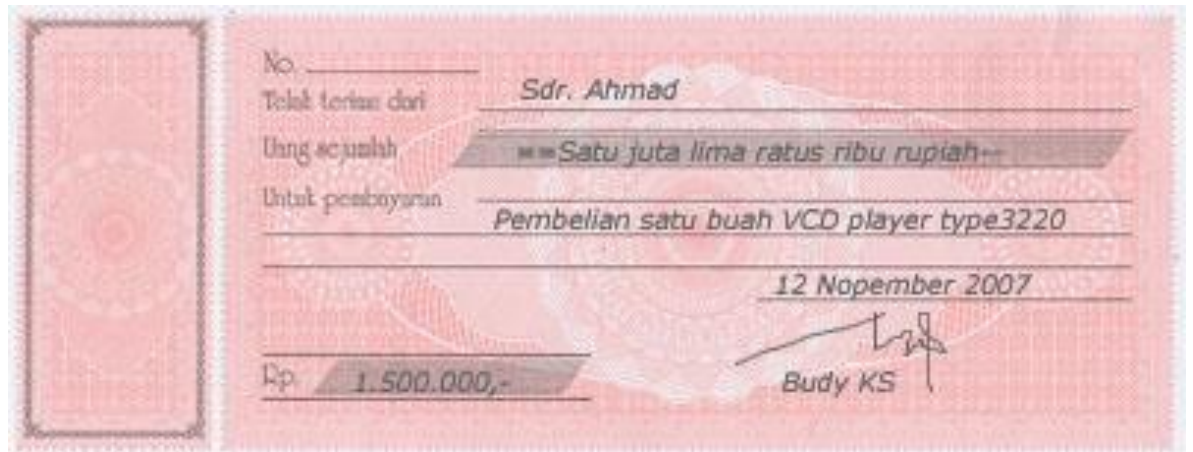 No.
Telah terima dari Sdr. Ahmad
Uang sejumlah ==Satu juta lima ratus ribu rupiah--
Untuk pembayaran
Pembelian satu buah VCD player type3220
12 Nopember 2007
Rp. 1.500.000,-
Budy KS